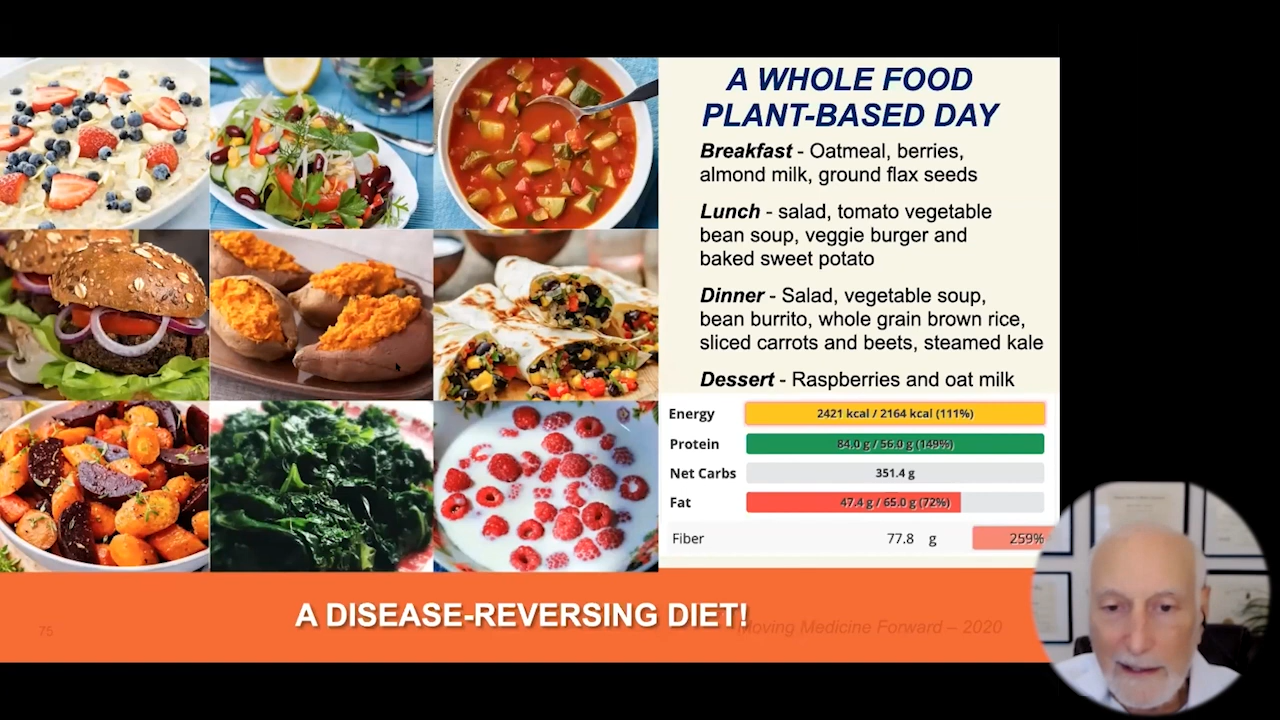 A WHOLE FOOD
PLANT-BASED DAY
Breakfast - Oatmeal, berries,
almond milk, ground flax seeds
Lunch - salad, tomato vegetable
bean soup, veggie burger and
baked sweet potato
Dinner - Salad, vegetable soup,
bean burrito, whole grain brown rice,
sliced carrots and beets, steamed kale
Dessert - Raspberries and oat milk
Energy 2421 kcal / 2164 kcal (111%)
Protein 84.0 g / 56.0 g (149%)
Net Carbs 351.4 g
Fat 47.4 g / 65.0 g (72%)
Fiber 77.8 g 259%
A DISEASE-REVERSING DIET!
75
Moving Medicine Forward – 2020